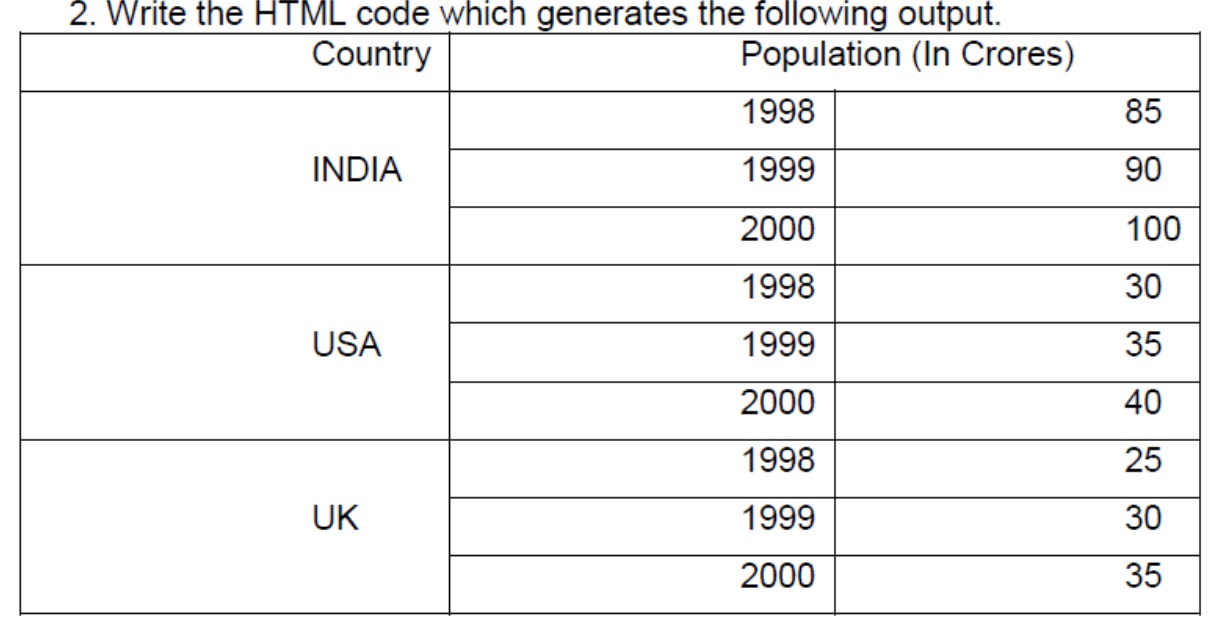 2. Write the HTML code which generates the following output.
Country Population (In Crores)
1998 85
INDIA 1999 90
2000 100
1998 30
USA 1999 35
2000 40
1998 25
UK 1999 30
2000 35